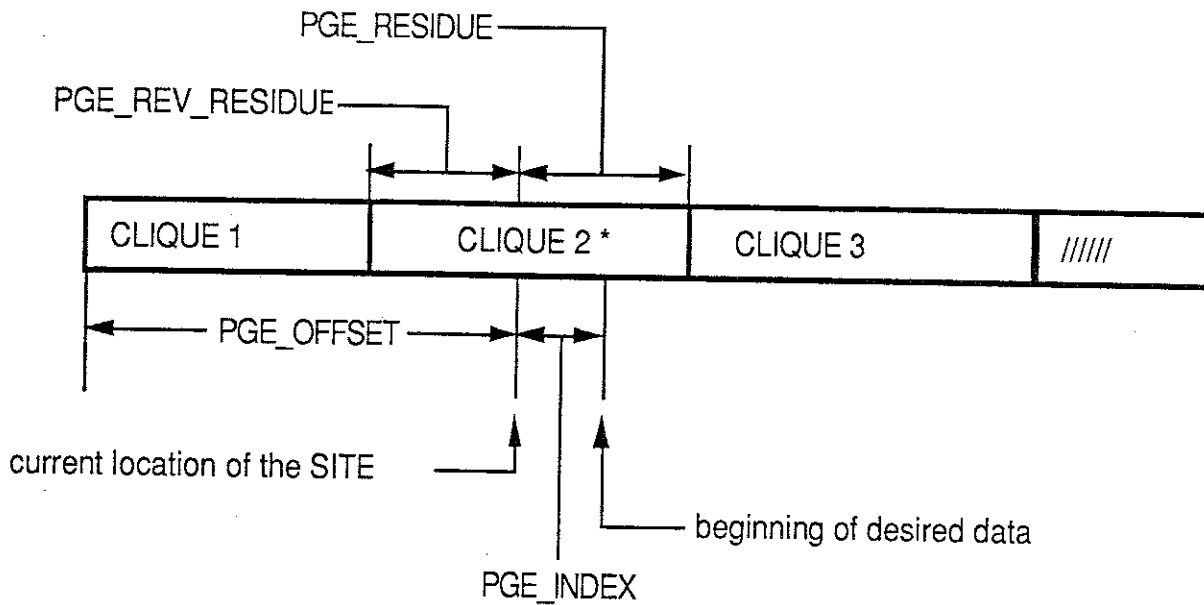 PGE_RESIDUE
PGE_REV_RESIDUE
CLIQUE 1
CLIQUE 2 *
CLIQUE 3
//////
PGE_OFFSET
current location of the SITE
beginning of desired data
PGE_INDEX